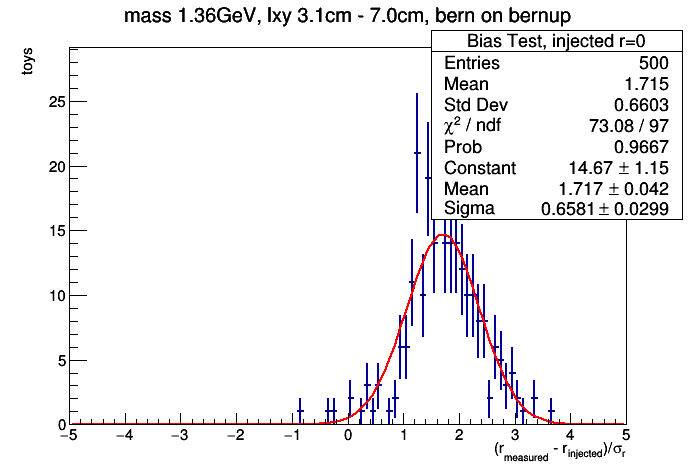 mass 1.36GeV, lxy 3.1cm - 7.0cm, bern on bernup
Bias Test, injected r=0
Entries 500
Mean 1.715
Std Dev 0.6603
χ² / ndf 73.08 / 97
Prob 0.9667
Constant 14.67 ± 1.15
Mean 1.717 ± 0.042
Sigma 0.6581 ± 0.0299
toys
25
20
15
10
5
0
−5 −4 −3 −2 −1 0 1 2 3 4 5
(r_measured - r_injected)/σ_r